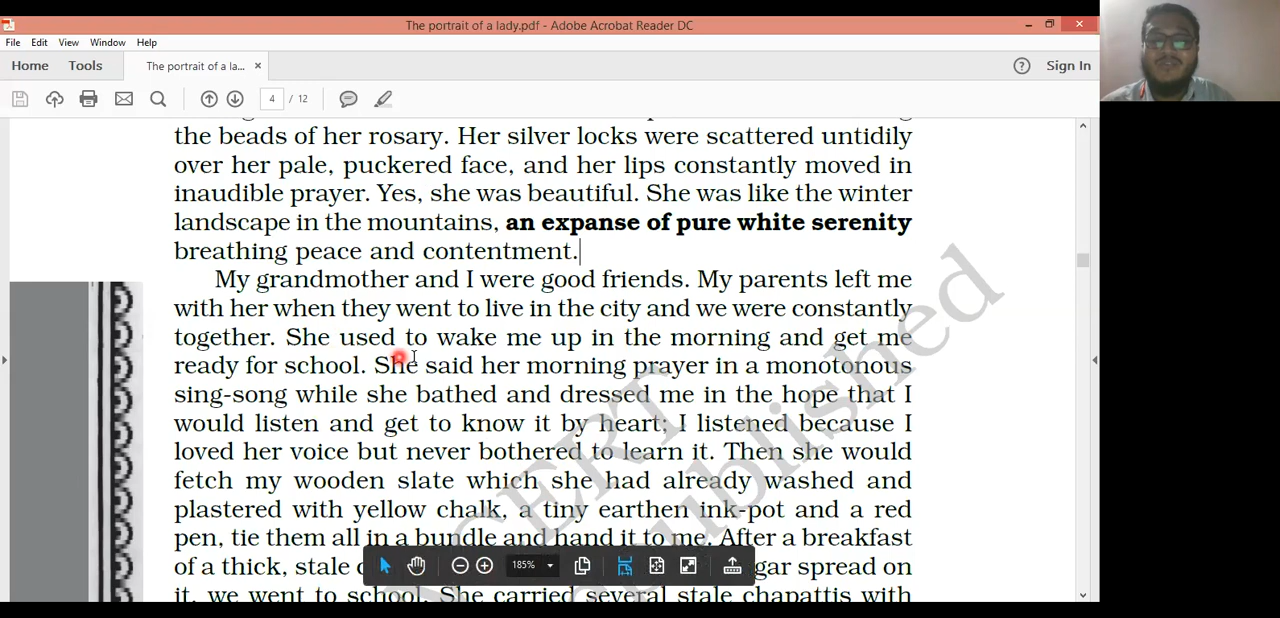 The portrait of a lady.pdf - Adobe Acrobat Reader DC
File Edit View Window Help
Home Tools The portrait of a la... × Sign In
4 / 12
the beads of her rosary. Her silver locks were scattered untidily
over her pale, puckered face, and her lips constantly moved in
inaudible prayer. Yes, she was beautiful. She was like the winter
landscape in the mountains, an expanse of pure white serenity
breathing peace and contentment.
My grandmother and I were good friends. My parents left me
with her when they went to live in the city and we were constantly
together. She used to wake me up in the morning and get me
ready for school. She said her morning prayer in a monotonous
sing-song while she bathed and dressed me in the hope that I
would listen and get to know it by heart; I listened because I
loved her voice but never bothered to learn it. Then she would
fetch my wooden slate which she had already washed and
plastered with yellow chalk, a tiny earthen ink-pot and a red
pen, tie them all in a bundle and hand it to me. After a breakfast
of a thick, stale spread on
it, we went to school. She carried several stale chapattis with
185%
published